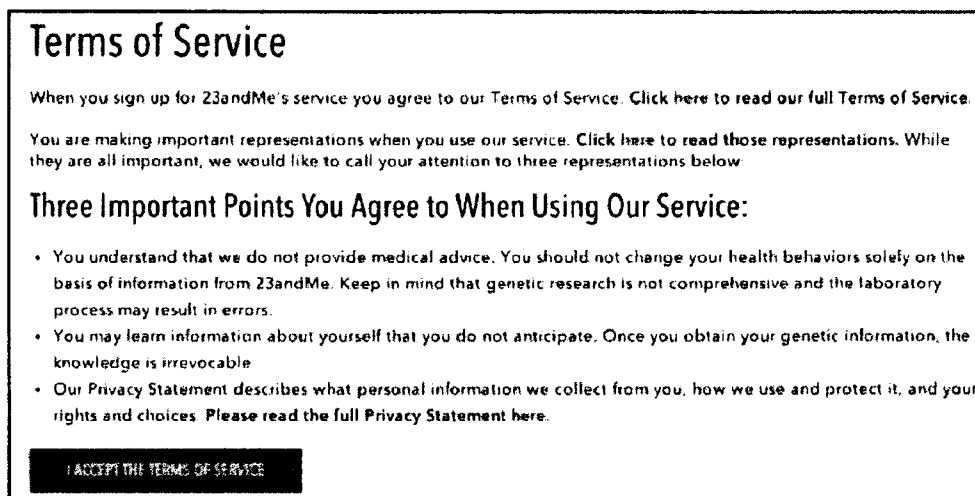 Terms of Service
When you sign up for 23andMe's service you agree to our Terms of Service. Click here to read our full Terms of Service.
You are making important representations when you use our service. Click here to read those representations. While
they are all important, we would like to call your attention to three representations below
Three Important Points You Agree to When Using Our Service:
• You understand that we do not provide medical advice. You should not change your health behaviors solely on the
basis of information from 23andMe. Keep in mind that genetic research is not comprehensive and the laboratory
process may result in errors.
• You may learn information about yourself that you do not anticipate. Once you obtain your genetic information, the
knowledge is irrevocable
• Our Privacy Statement describes what personal information we collect from you, how we use and protect it, and your
rights and choices. Please read the full Privacy Statement here.
I ACCEPT THE TERMS OF SERVICE